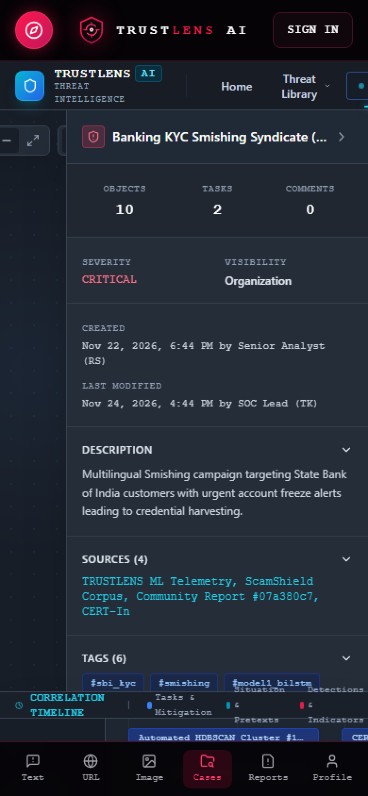 TRUSTLENS AI
SIGN IN
TRUSTLENS AI
THREAT
INTELLIGENCE
Home
Threat
Library
Banking KYC Smishing Syndicate (...
OBJECTS TASKS COMMENTS
10 2 0
SEVERITY VISIBILITY
CRITICAL Organization
CREATED
Nov 22, 2026, 6:44 PM by Senior Analyst
(RS)
LAST MODIFIED
Nov 24, 2026, 4:44 PM by SOC Lead (TK)
DESCRIPTION
Multilingual Smishing campaign targeting State Bank
of India customers with urgent account freeze alerts
leading to credential harvesting.
SOURCES (4)
TRUSTLENS ML Telemetry, ScamShield
Corpus, Community Report #07a380c7,
CERT-In
TAGS (6)
#sbi_kyc #smishing #model1_bilstm
CORRELATION
TIMELINE
Tasks &
Mitigation
Situation
&
Pretexts
Detections
&
Indicators
Automated HDBSCAN Cluster #1...
CER
Text URL Image Cases Reports Profile